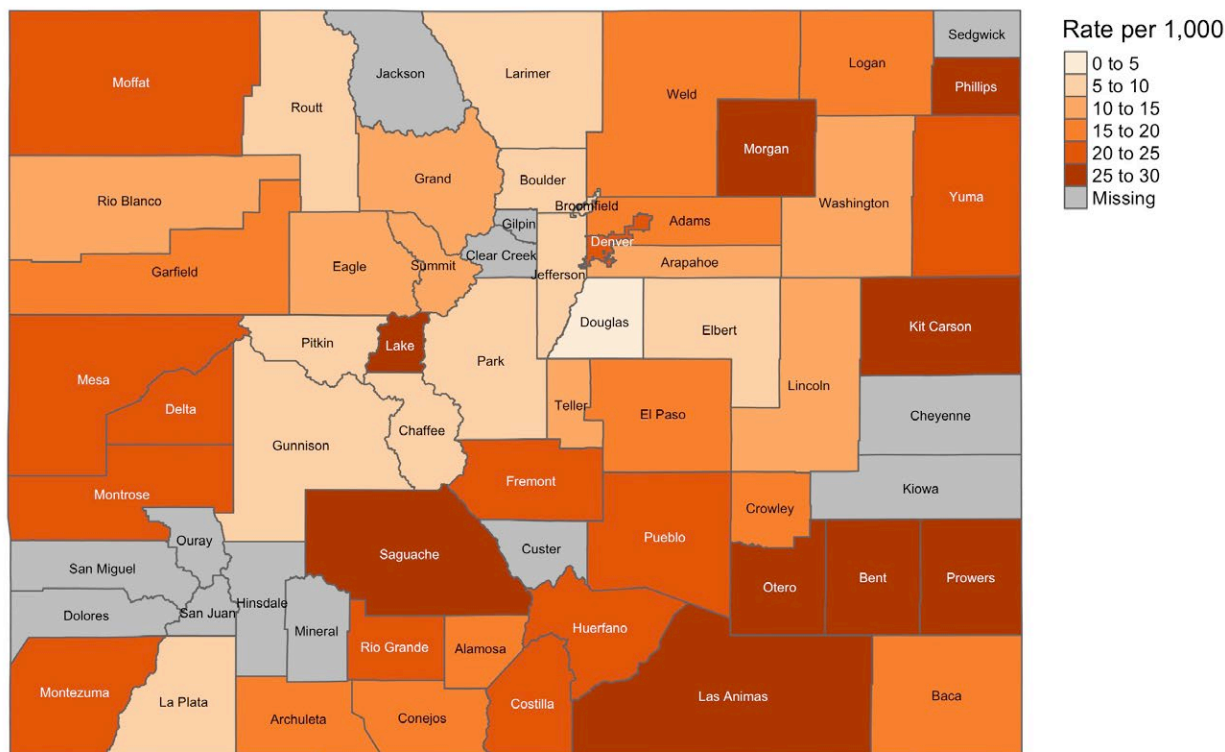 Rate per 1,000
0 to 5
5 to 10
10 to 15
15 to 20
20 to 25
25 to 30
Missing
Sedgwick
Logan
Jackson
Larimer
Moffat
Phillips
Weld
Routt
Morgan
Grand
Boulder
Yuma
Rio Blanco
Washington
Broomfield
Gilpin
Adams
Denver
Clear Creek
Arapahoe
Summit
Eagle
Garfield
Jefferson
Douglas
Elbert
Kit Carson
Pitkin
Lake
Park
Mesa
Lincoln
Teller
Delta
El Paso
Cheyenne
Chaffee
Gunnison
Fremont
Kiowa
Montrose
Crowley
Ouray
Pueblo
Custer
Saguache
San Miguel
Bent
Prowers
Otero
Hinsdale
San Juan
Dolores
Mineral
Huerfano
Rio Grande
Alamosa
Montezuma
La Plata
Costilla
Las Animas
Baca
Archuleta
Conejos